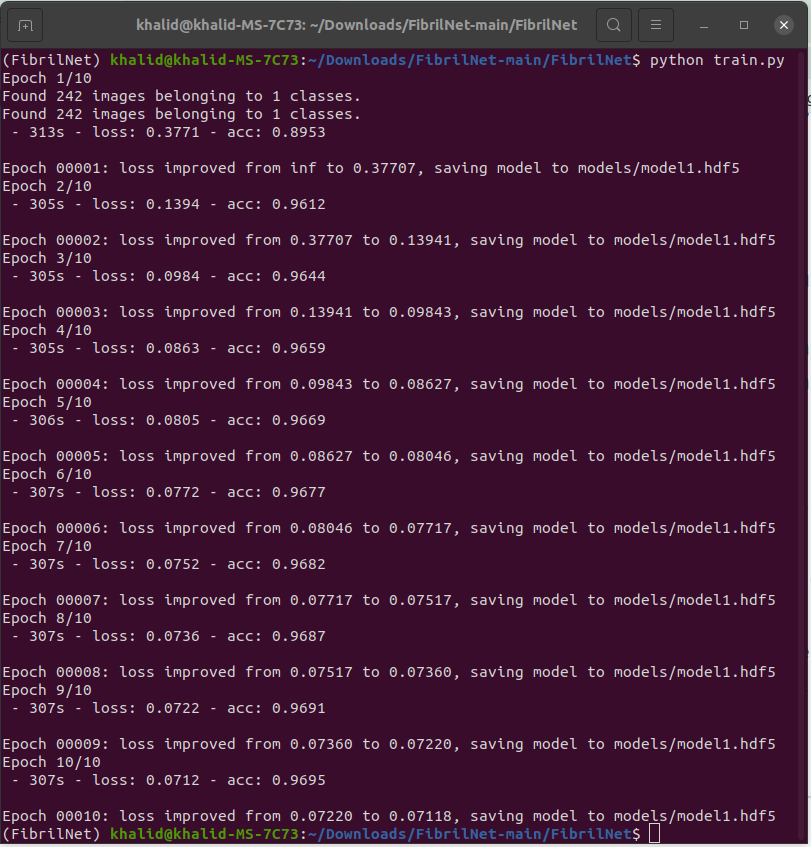 khalid@khalid-MS-7C73: ~/Downloads/FibrilNet-main/FibrilNet
(FibrilNet) khalid@khalid-MS-7C73:~/Downloads/FibrilNet-main/FibrilNet$ python train.py
Epoch 1/10
Found 242 images belonging to 1 classes.
Found 242 images belonging to 1 classes.
 - 313s - loss: 0.3771 - acc: 0.8953

Epoch 00001: loss improved from inf to 0.37707, saving model to models/model1.hdf5
Epoch 2/10
 - 305s - loss: 0.1394 - acc: 0.9612

Epoch 00002: loss improved from 0.37707 to 0.13941, saving model to models/model1.hdf5
Epoch 3/10
 - 305s - loss: 0.0984 - acc: 0.9644

Epoch 00003: loss improved from 0.13941 to 0.09843, saving model to models/model1.hdf5
Epoch 4/10
 - 305s - loss: 0.0863 - acc: 0.9659

Epoch 00004: loss improved from 0.09843 to 0.08627, saving model to models/model1.hdf5
Epoch 5/10
 - 306s - loss: 0.0805 - acc: 0.9669

Epoch 00005: loss improved from 0.08627 to 0.08046, saving model to models/model1.hdf5
Epoch 6/10
 - 307s - loss: 0.0772 - acc: 0.9677

Epoch 00006: loss improved from 0.08046 to 0.07717, saving model to models/model1.hdf5
Epoch 7/10
 - 307s - loss: 0.0752 - acc: 0.9682

Epoch 00007: loss improved from 0.07717 to 0.07517, saving model to models/model1.hdf5
Epoch 8/10
 - 307s - loss: 0.0736 - acc: 0.9687

Epoch 00008: loss improved from 0.07517 to 0.07360, saving model to models/model1.hdf5
Epoch 9/10
 - 307s - loss: 0.0722 - acc: 0.9691

Epoch 00009: loss improved from 0.07360 to 0.07220, saving model to models/model1.hdf5
Epoch 10/10
 - 307s - loss: 0.0712 - acc: 0.9695

Epoch 00010: loss improved from 0.07220 to 0.07118, saving model to models/model1.hdf5
(FibrilNet) khalid@khalid-MS-7C73:~/Downloads/FibrilNet-main/FibrilNet$